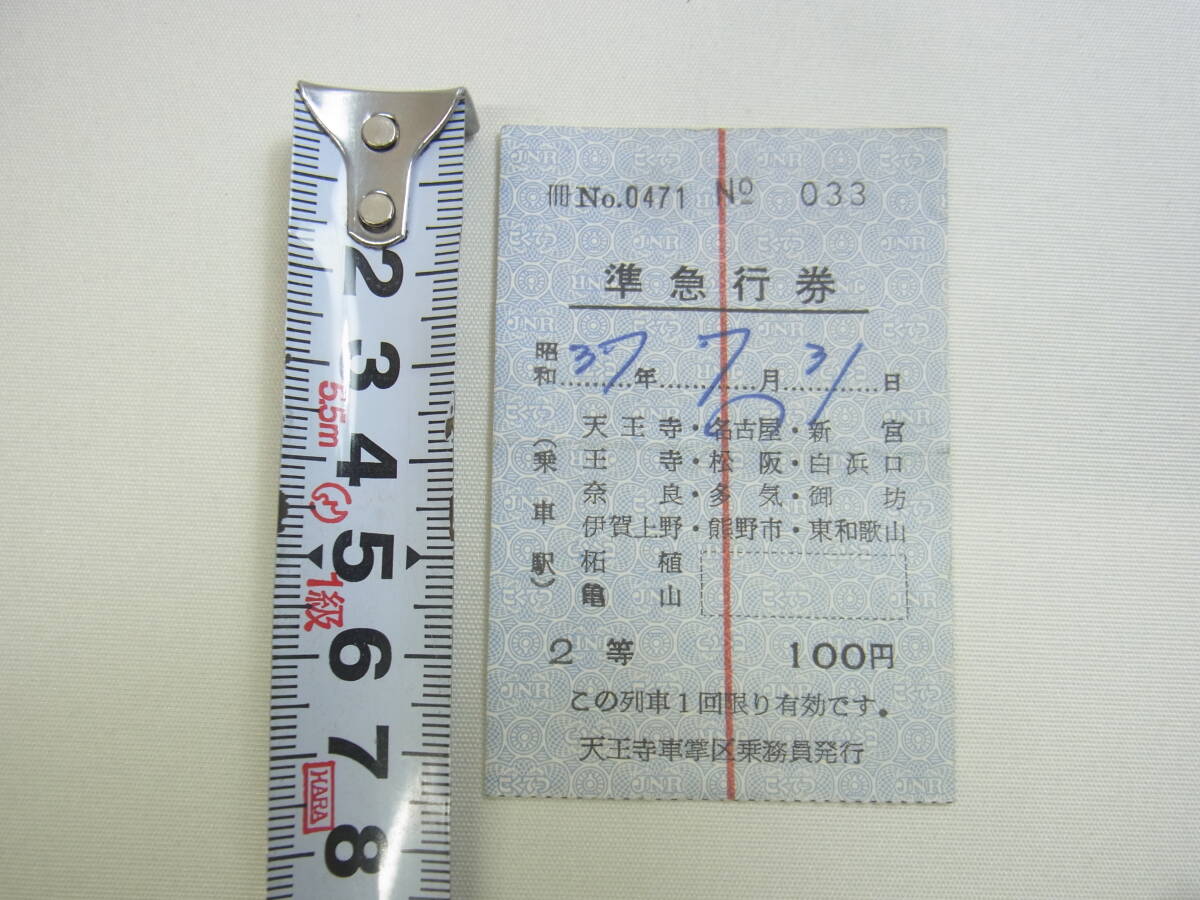 2
3
5.5m
4
5
1級
6
7
HARA
8
冊No.0471 No 033
準急行券
昭和 37 年 7 月 31 日
(乗車駅)
天王寺・名古屋・新宮
王寺・松阪・白浜口
奈良・多気・御坊
伊賀上野・熊野市・東和歌山
柘植
亀山
2等 100円
この列車1回限り有効です。
天王寺車掌区乗務員発行